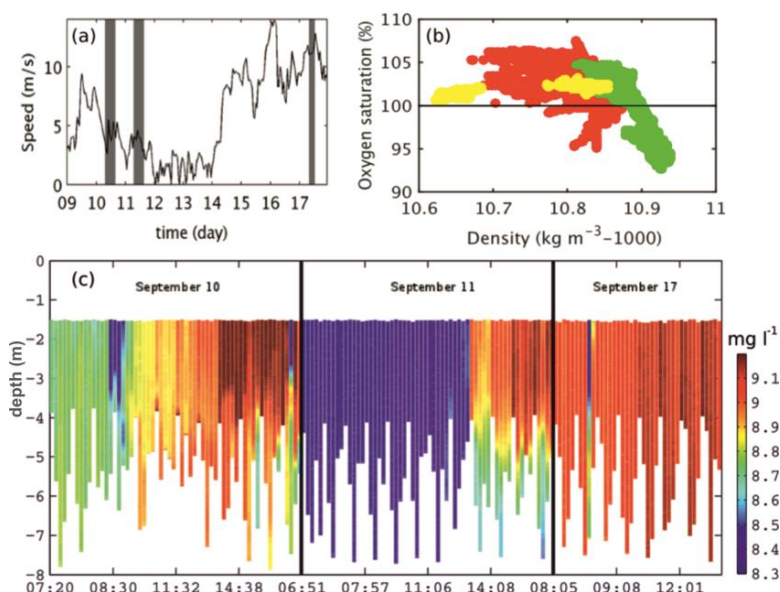 (a)
Speed (m/s)
10
5
0
09 10 11 12 13 14 15 16 17
time (day)
(b)
Oxygen saturation (%)
110
105
100
95
90
10.6 10.7 10.8 10.9 11
Density (kg m⁻³–1000)
(c)
September 10 September 11 September 17
depth (m)
0
−1
−2
−3
−4
−5
−6
−7
−8
07:20 08:30 11:32 14:38 06:51 07:57 11:06 14:08 08:05 09:08 12:01
mg l⁻¹
9.1
9
8.9
8.8
8.7
8.6
8.5
8.4
8.3